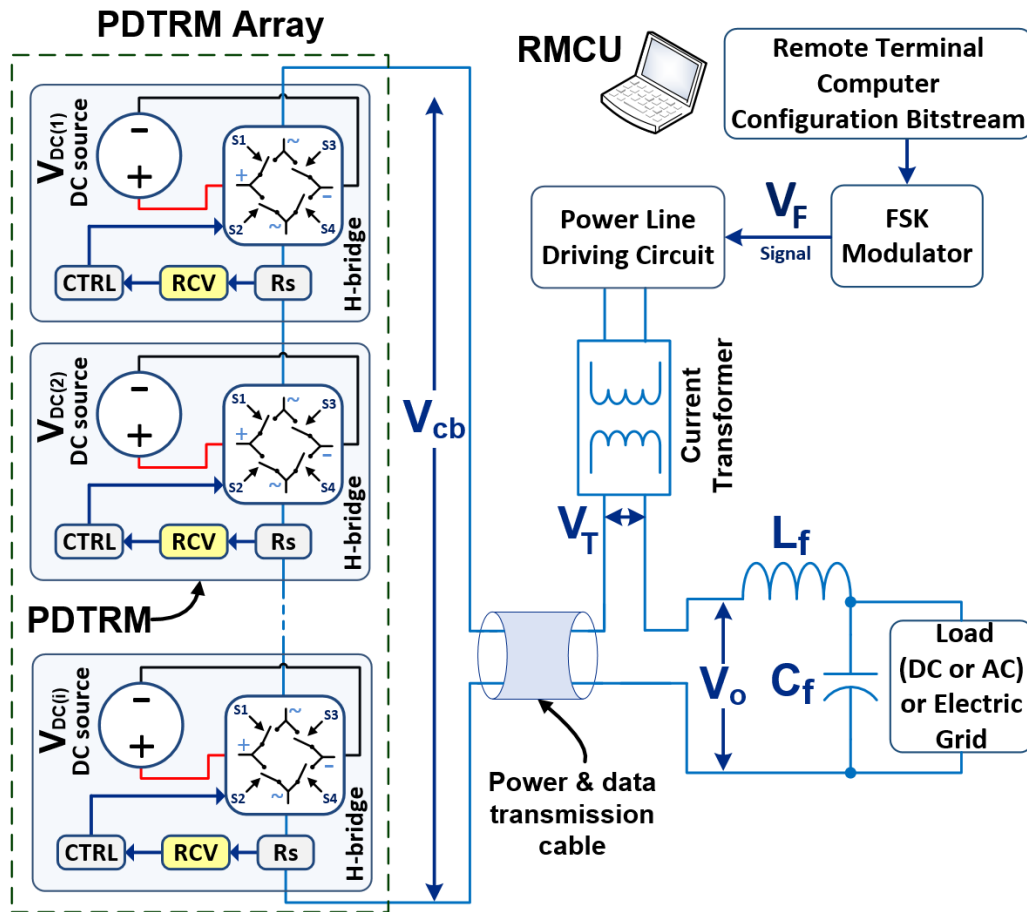 PDTRM Array
VDC(1)
DC source
-
+
S1
~
S3
+
-
S2
~
S4
H-bridge
CTRL
RCV
Rs
VDC(2)
DC source
-
+
S1
~
S3
+
-
S2
~
S4
H-bridge
CTRL
RCV
Rs
PDTRM
VDC(i)
DC source
-
+
S1
~
S3
+
-
S2
~
S4
H-bridge
CTRL
RCV
Rs
Vcb
RMCU
Remote Terminal
Computer
Configuration Bitstream
FSK
Modulator
VF
Signal
Power Line
Driving Circuit
Current
Transformer
VT
Lf
Vo
Cf
Load
(DC or AC)
or Electric
Grid
Power & data
transmission
cable